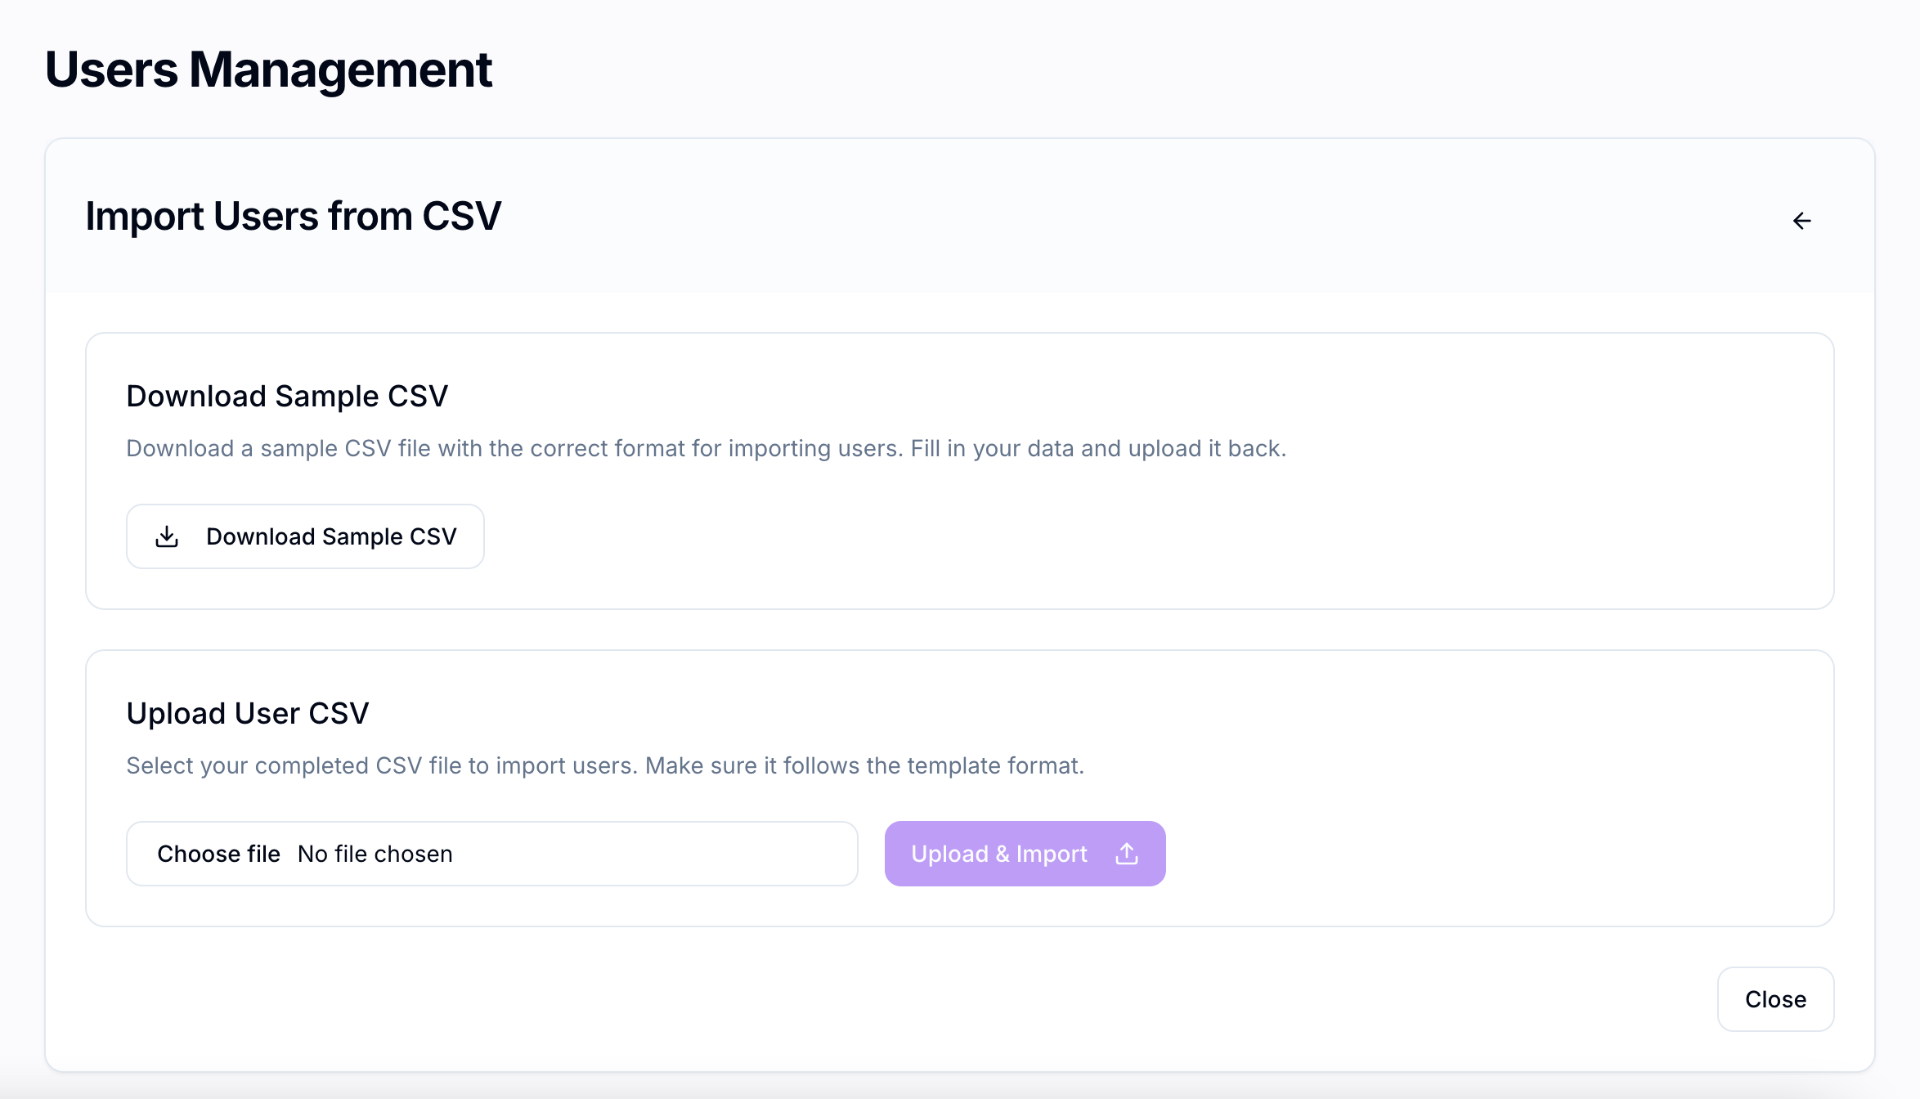 Users Management
Import Users from CSV
Download Sample CSV
Download a sample CSV file with the correct format for importing users. Fill in your data and upload it back.
Download Sample CSV
Upload User CSV
Select your completed CSV file to import users. Make sure it follows the template format.
Choose file No file chosen
Upload & Import
Close